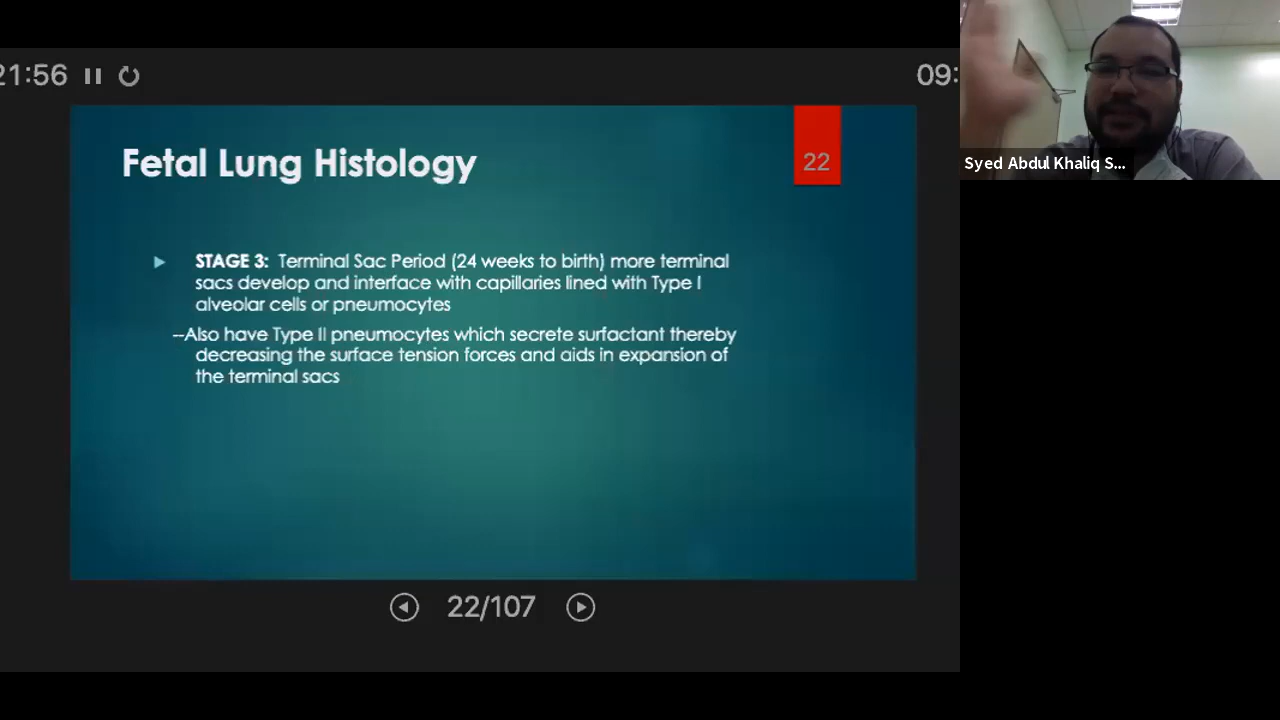 21:56
09:
Fetal Lung Histology
22
STAGE 3: Terminal Sac Period (24 weeks to birth) more terminal
sacs develop and interface with capillaries lined with Type I
alveolar cells or pneumocytes
--Also have Type II pneumocytes which secrete surfactant thereby
decreasing the surface tension forces and aids in expansion of
the terminal sacs
22/107
Syed Abdul Khaliq S...